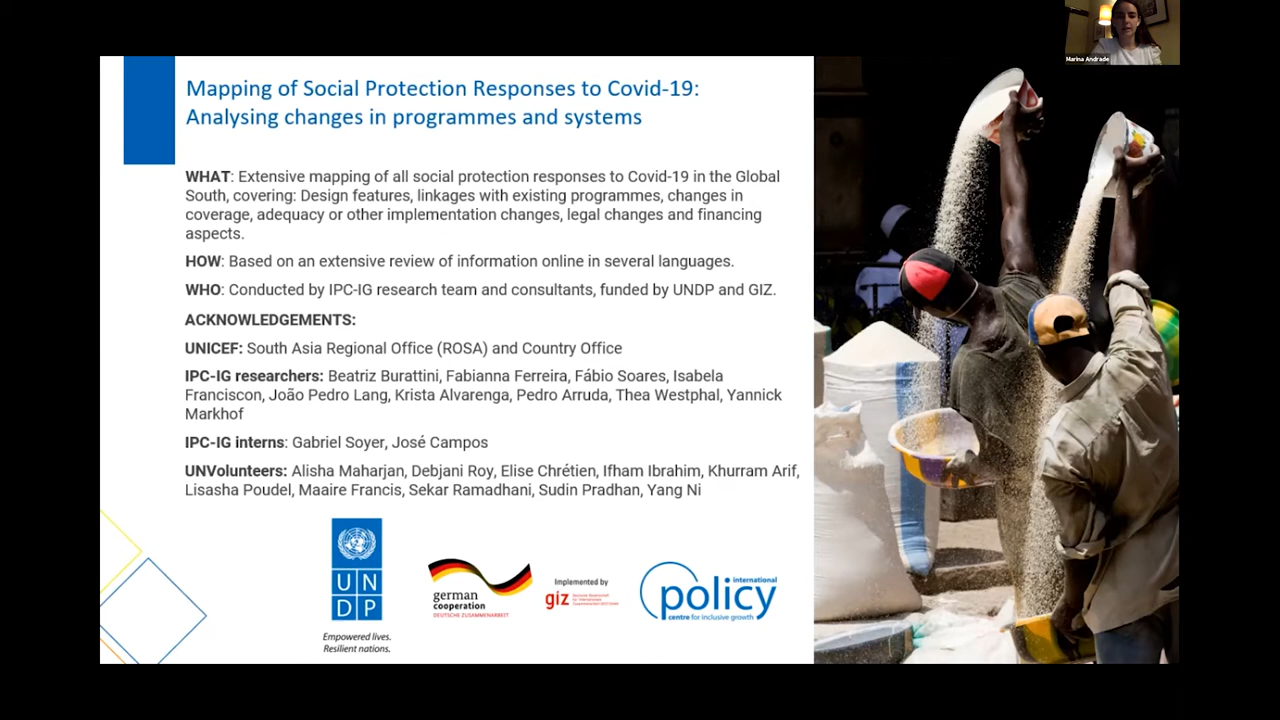 Marina Andrade
Mapping of Social Protection Responses to Covid-19:
Analysing changes in programmes and systems
WHAT: Extensive mapping of all social protection responses to Covid-19 in the Global
South, covering: Design features, linkages with existing programmes, changes in
coverage, adequacy or other implementation changes, legal changes and financing
aspects.
HOW: Based on an extensive review of information online in several languages.
WHO: Conducted by IPC-IG research team and consultants, funded by UNDP and GIZ.
ACKNOWLEDGEMENTS:
UNICEF: South Asia Regional Office (ROSA) and Country Office
IPC-IG researchers: Beatriz Burattini, Fabianna Ferreira, Fábio Soares, Isabela
Franciscon, João Pedro Lang, Krista Alvarenga, Pedro Arruda, Thea Westphal, Yannick
Markhof
IPC-IG interns: Gabriel Soyer, José Campos
UNVolunteers: Alisha Maharjan, Debjani Roy, Elise Chrétien, Ifham Ibrahim, Khurram Arif,
Lisasha Poudel, Maaire Francis, Sekar Ramadhani, Sudin Pradhan, Yang Ni
U N
D P
Empowered lives.
Resilient nations.
german
cooperation
DEUTSCHE ZUSAMMENARBEIT
Implemented by
giz
international
policy
centre for inclusive growth